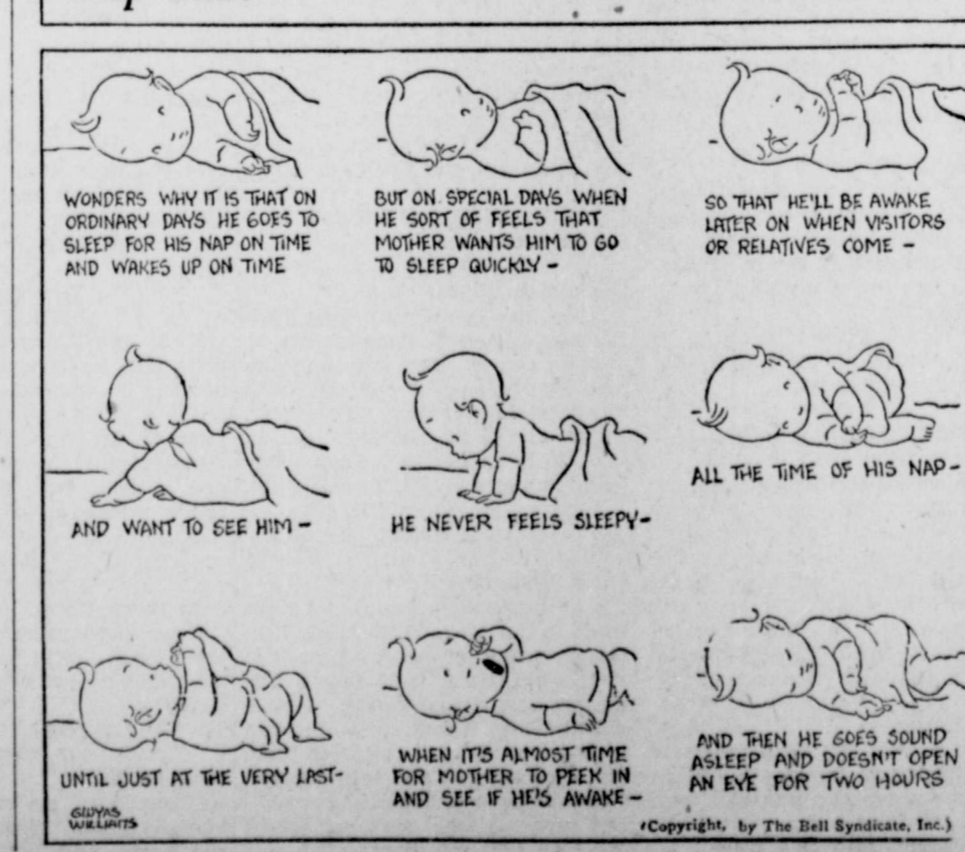 WONDERS WHY IT IS THAT ON
ORDINARY DAYS HE GOES TO
SLEEP FOR HIS NAP ON TIME
AND WAKES UP ON TIME
BUT ON SPECIAL DAYS WHEN
HE SORT OF FEELS THAT
MOTHER WANTS HIM TO GO
TO SLEEP QUICKLY –
SO THAT HE'LL BE AWAKE
LATER ON WHEN VISITORS
OR RELATIVES COME –
AND WANT TO SEE HIM –
HE NEVER FEELS SLEEPY–
ALL THE TIME OF HIS NAP–
UNTIL JUST AT THE VERY LAST–
WHEN IT'S ALMOST TIME
FOR MOTHER TO PEEK IN
AND SEE IF HE'S AWAKE –
AND THEN HE GOES SOUND
ASLEEP AND DOESN'T OPEN
AN EYE FOR TWO HOURS
GLUYAS
WILLIAMS
(Copyright, by The Bell Syndicate, Inc.)